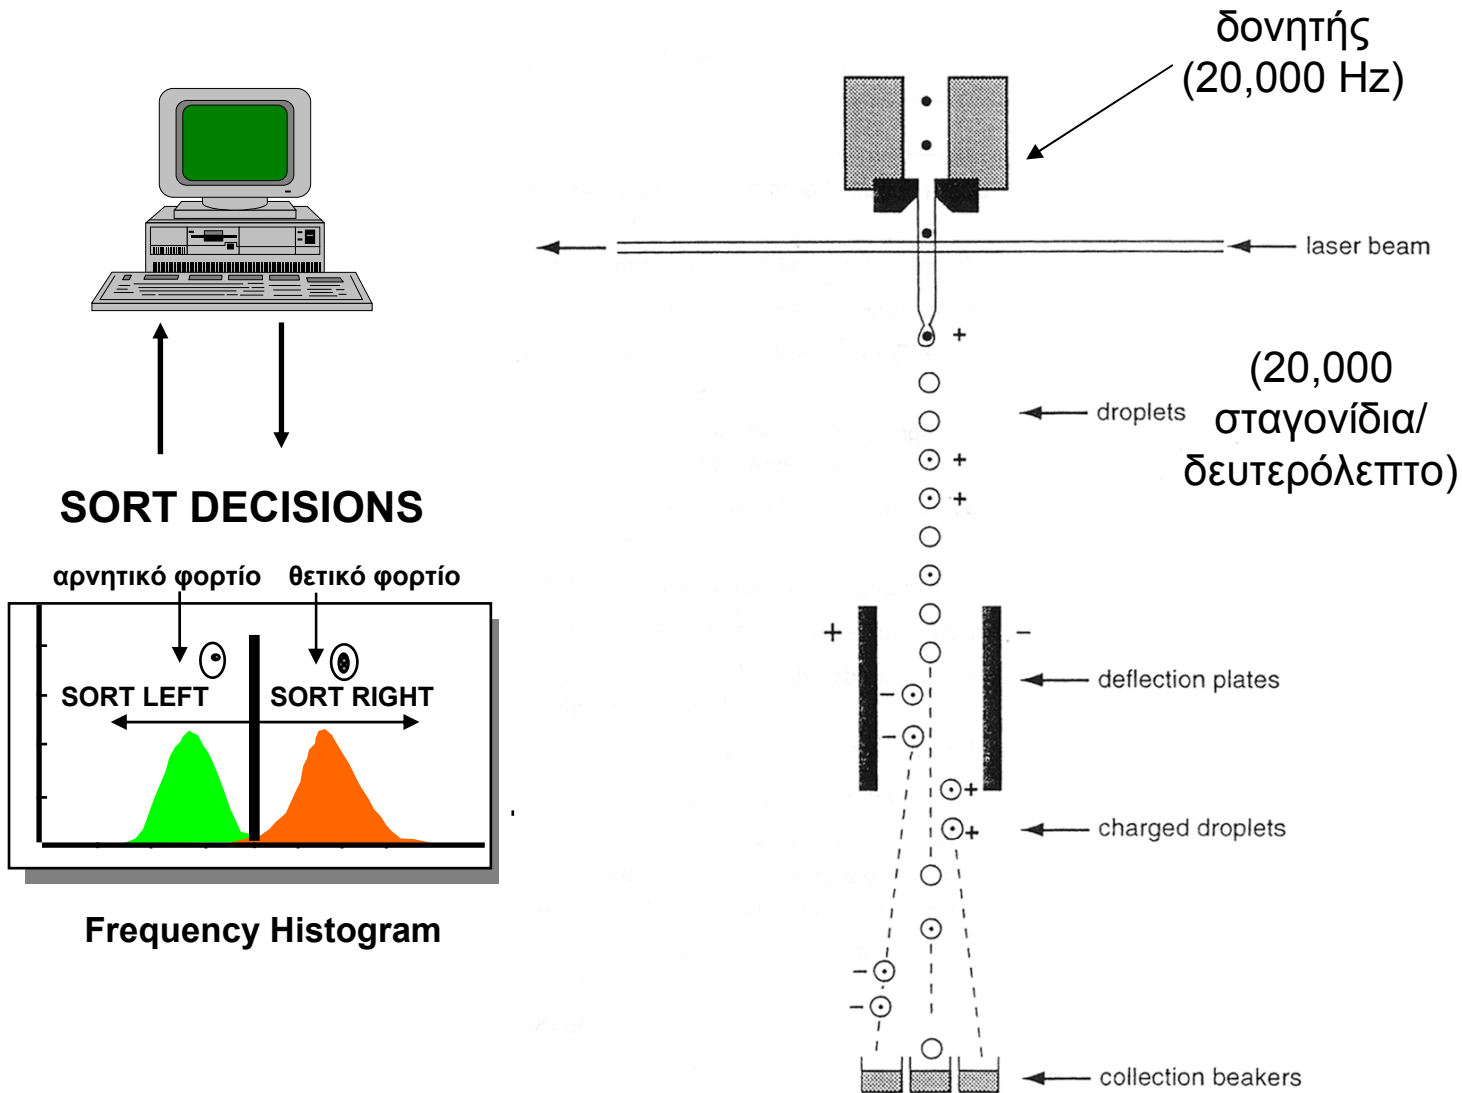 δονητής
(20,000 Hz)
laser beam
+
(20,000
σταγονίδια/
δευτερόλεπτο)
droplets
+
+
SORT DECISIONS
αρνητικό φορτίο θετικό φορτίο
SORT LEFT SORT RIGHT
Frequency Histogram
+ −
deflection plates
−
−
+
+
charged droplets
−
−
collection beakers